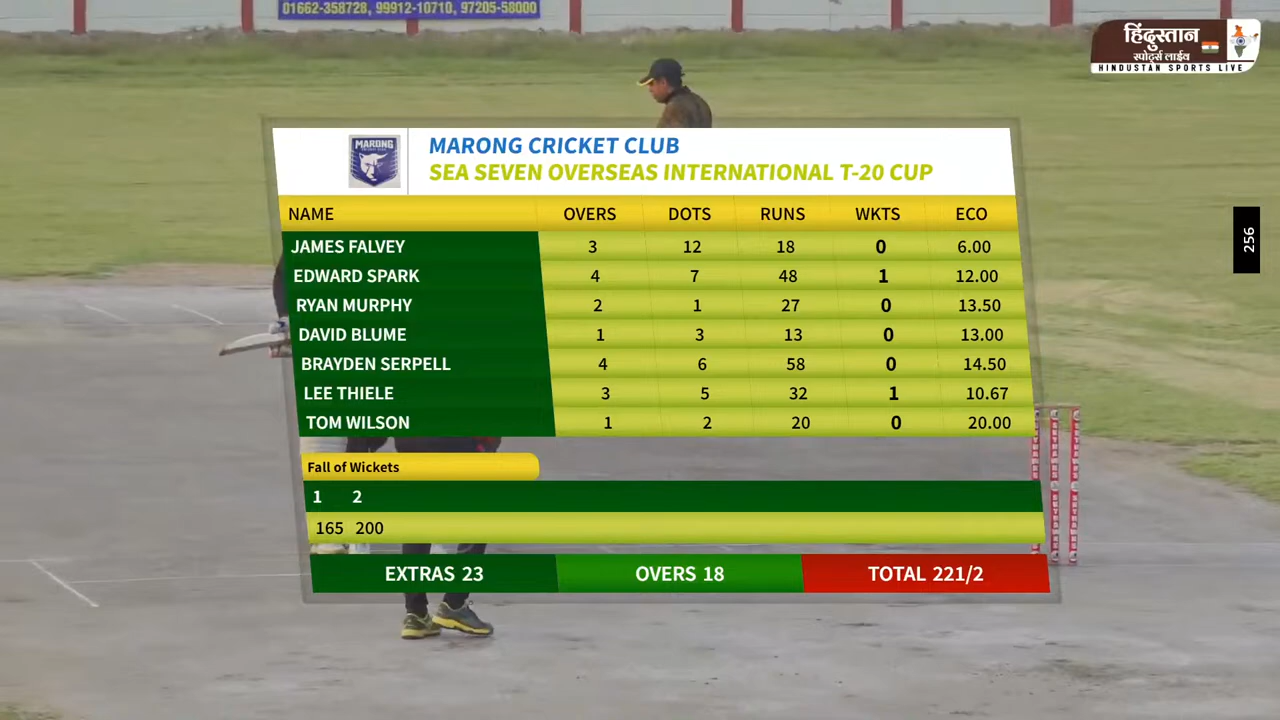 01662-358728, 99912-10710, 97205-58000
हिंदुस्तान
स्पोर्ट्स लाईव
HINDUSTAN SPORTS LIVE
MARONG
MARONG CRICKET CLUB
SEA SEVEN OVERSEAS INTERNATIONAL T-20 CUP
NAME OVERS DOTS RUNS WKTS ECO
JAMES FALVEY 3 12 18 0 6.00
EDWARD SPARK 4 7 48 1 12.00
RYAN MURPHY 2 1 27 0 13.50
DAVID BLUME 1 3 13 0 13.00
BRAYDEN SERPELL 4 6 58 0 14.50
LEE THIELE 3 5 32 1 10.67
TOM WILSON 1 2 20 0 20.00
256
Fall of Wickets
1 2
165 200
EXTRAS 23 OVERS 18 TOTAL 221/2